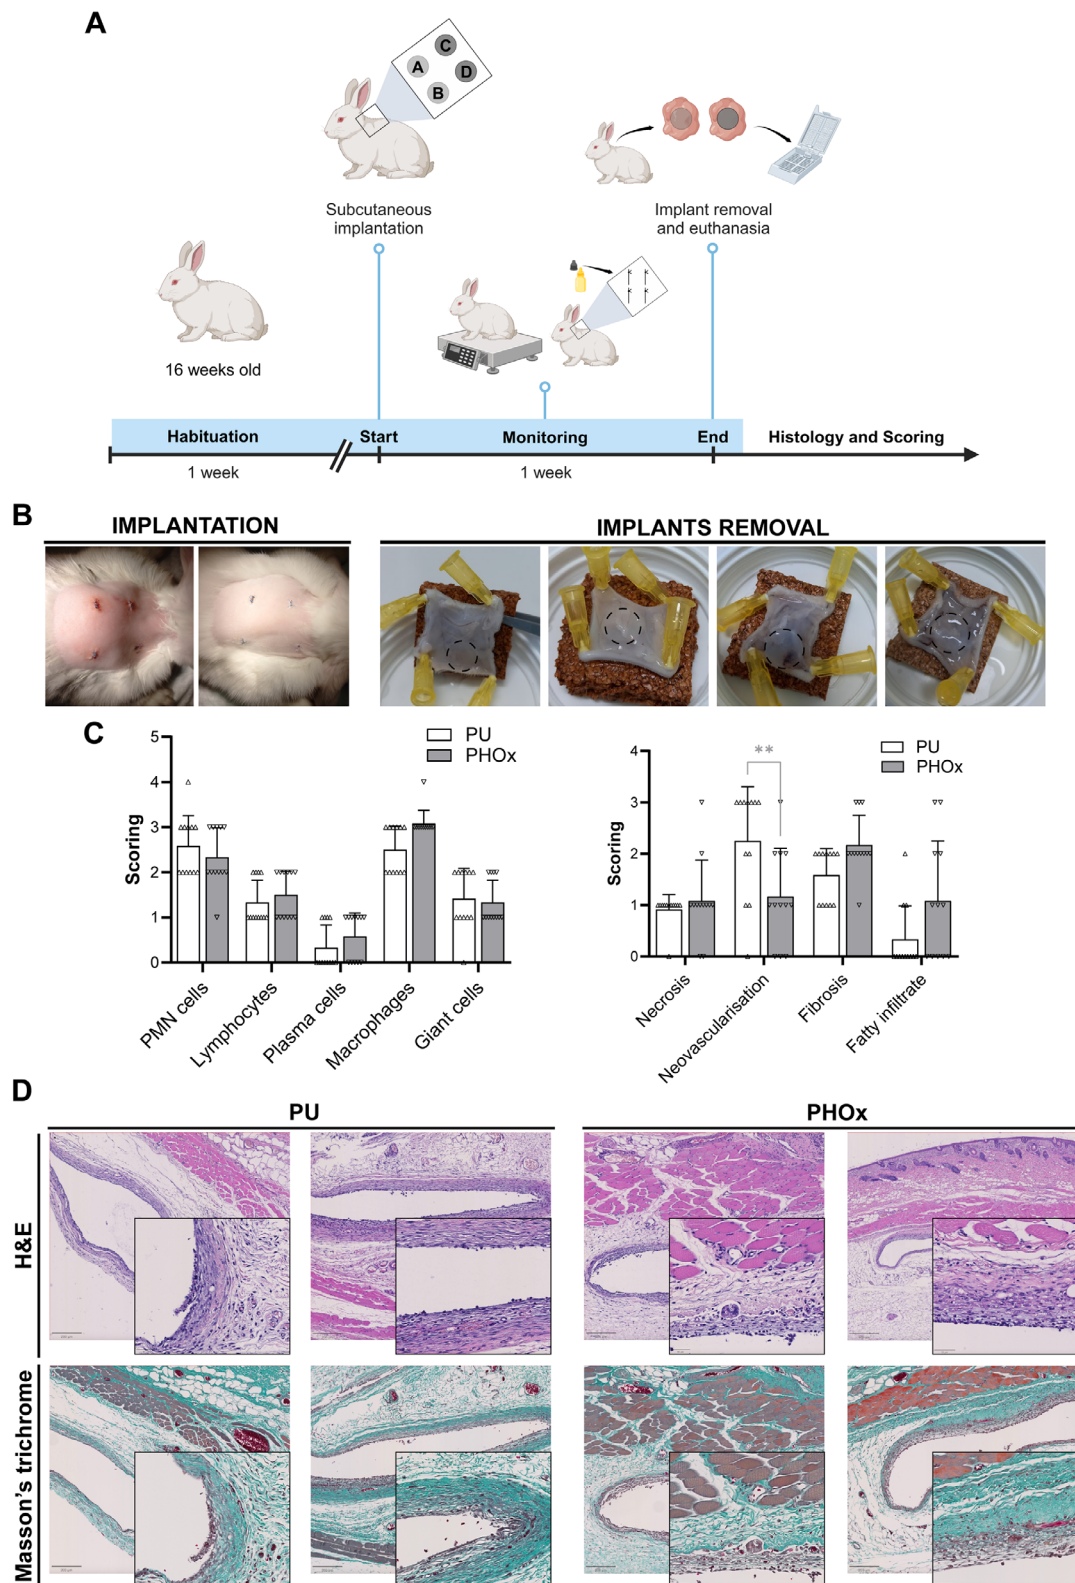 A
C
A
D
B
Subcutaneous
implantation
Implant removal
and euthanasia
16 weeks old
Habituation
Start
Monitoring
End
Histology and Scoring
1 week
1 week
B
IMPLANTATION
IMPLANTS REMOVAL
C
PU
PHOx
Scoring
5
4
3
2
1
0
PMN cells
Lymphocytes
Plasma cells
Macrophages
Giant cells
PU
PHOx
**
Scoring
4
3
2
1
0
Necrosis
Neovascularisation
Fibrosis
Fatty infiltrate
D
PU
PHOx
H&E
Masson's trichrome